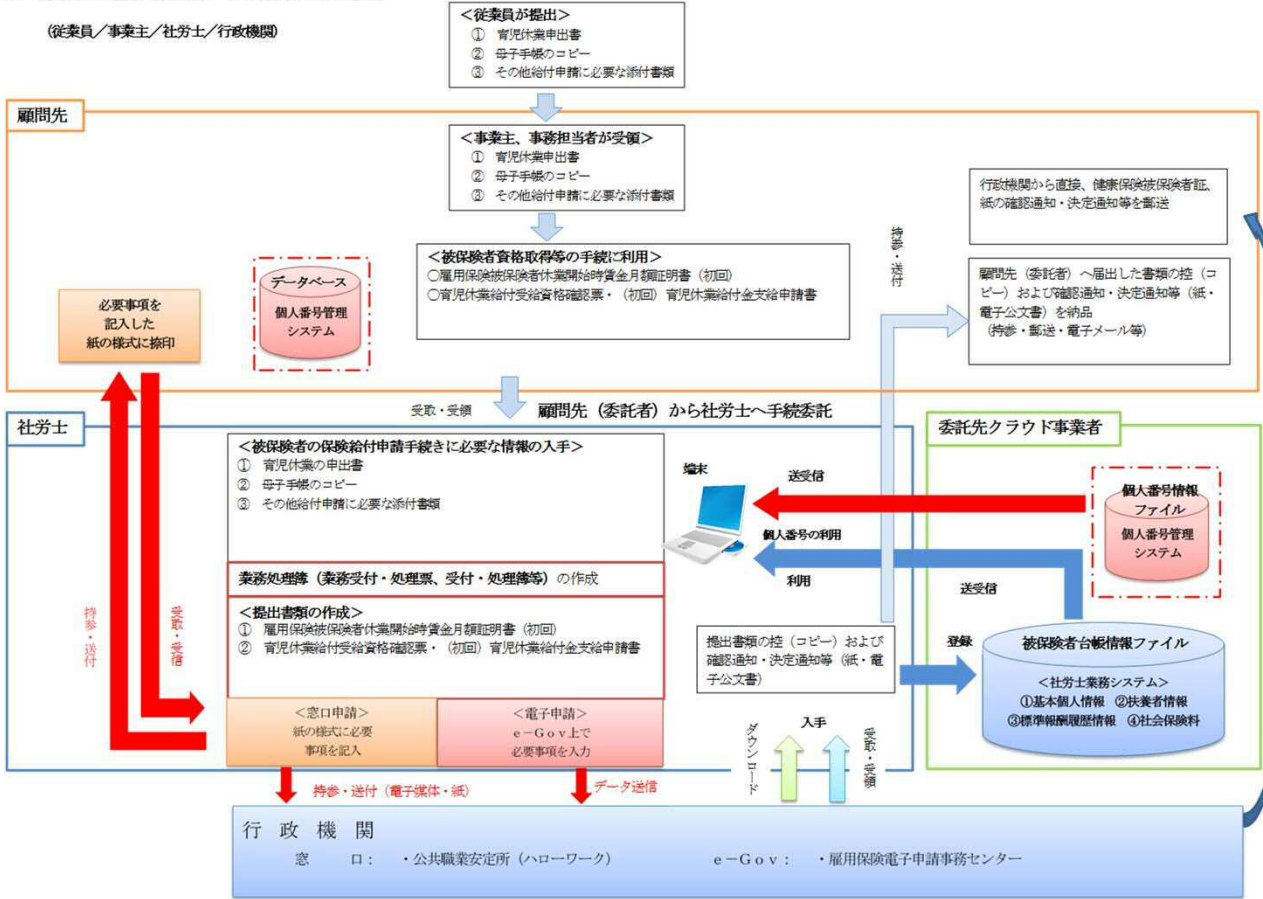 (従業員／事業主／社労士／行政機関)
＜従業員が提出＞
① 育児休業申出書
② 母子手帳のコピー
③ その他給付申請に必要な添付書類
顧問先
＜事業主、事務担当者が受領＞
① 育児休業申出書
② 母子手帳のコピー
③ その他給付申請に必要な添付書類
行政機関から直接、健康保険被保険者証、
紙の確認通知・決定通知等を郵送
持参・送付
＜被保険者資格取得等の手続に利用＞
○雇用保険被保険者休業開始時賃金月額証明書（初回）
○育児休業給付受給資格確認票・（初回）育児休業給付金支給申請書
顧問先（委託者）へ届出した書類の控（コ
ピー）および確認通知・決定通知等（紙・
電子公文書）を納品
（持参・郵送・電子メール等）
データベース
個人番号管理
システム
必要事項を
記入した
紙の様式に捺印
受取・受領
顧問先（委託者）から社労士へ手続委託
社労士
＜被保険者の保険給付申請手続きに必要な情報の入手＞
① 育児休業の申出書
② 母子手帳のコピー
③ その他給付申請に必要な添付書類
端末
送受信
個人番号の利用
利用
送受信
委託先クラウド事業者
個人番号情報
ファイル
個人番号管理
システム
業務処理簿（業務受付・処理票、受付・処理簿等）の作成
＜提出書類の作成＞
① 雇用保険被保険者休業開始時賃金月額証明書（初回）
② 育児休業給付受給資格確認票・（初回）育児休業給付金支給申請書
持参・送付
受取・受信
提出書類の控（コピー）および
確認通知・決定通知等（紙・電
子公文書）
登録
被保険者台帳情報ファイル
＜社労士業務システム＞
①基本個人情報 ②扶養者情報
③標準報酬履歴情報 ④社会保険料
＜窓口申請＞
紙の様式に必要
事項を記入
＜電子申請＞
e－Gov上で
必要事項を入力
入手
ダウンロード
受取・受領
持参・送付（電子媒体・紙）
データ送信
行 政 機 関
窓 口： ・公共職業安定所（ハローワーク）
e－Gov： ・雇用保険電子申請事務センター